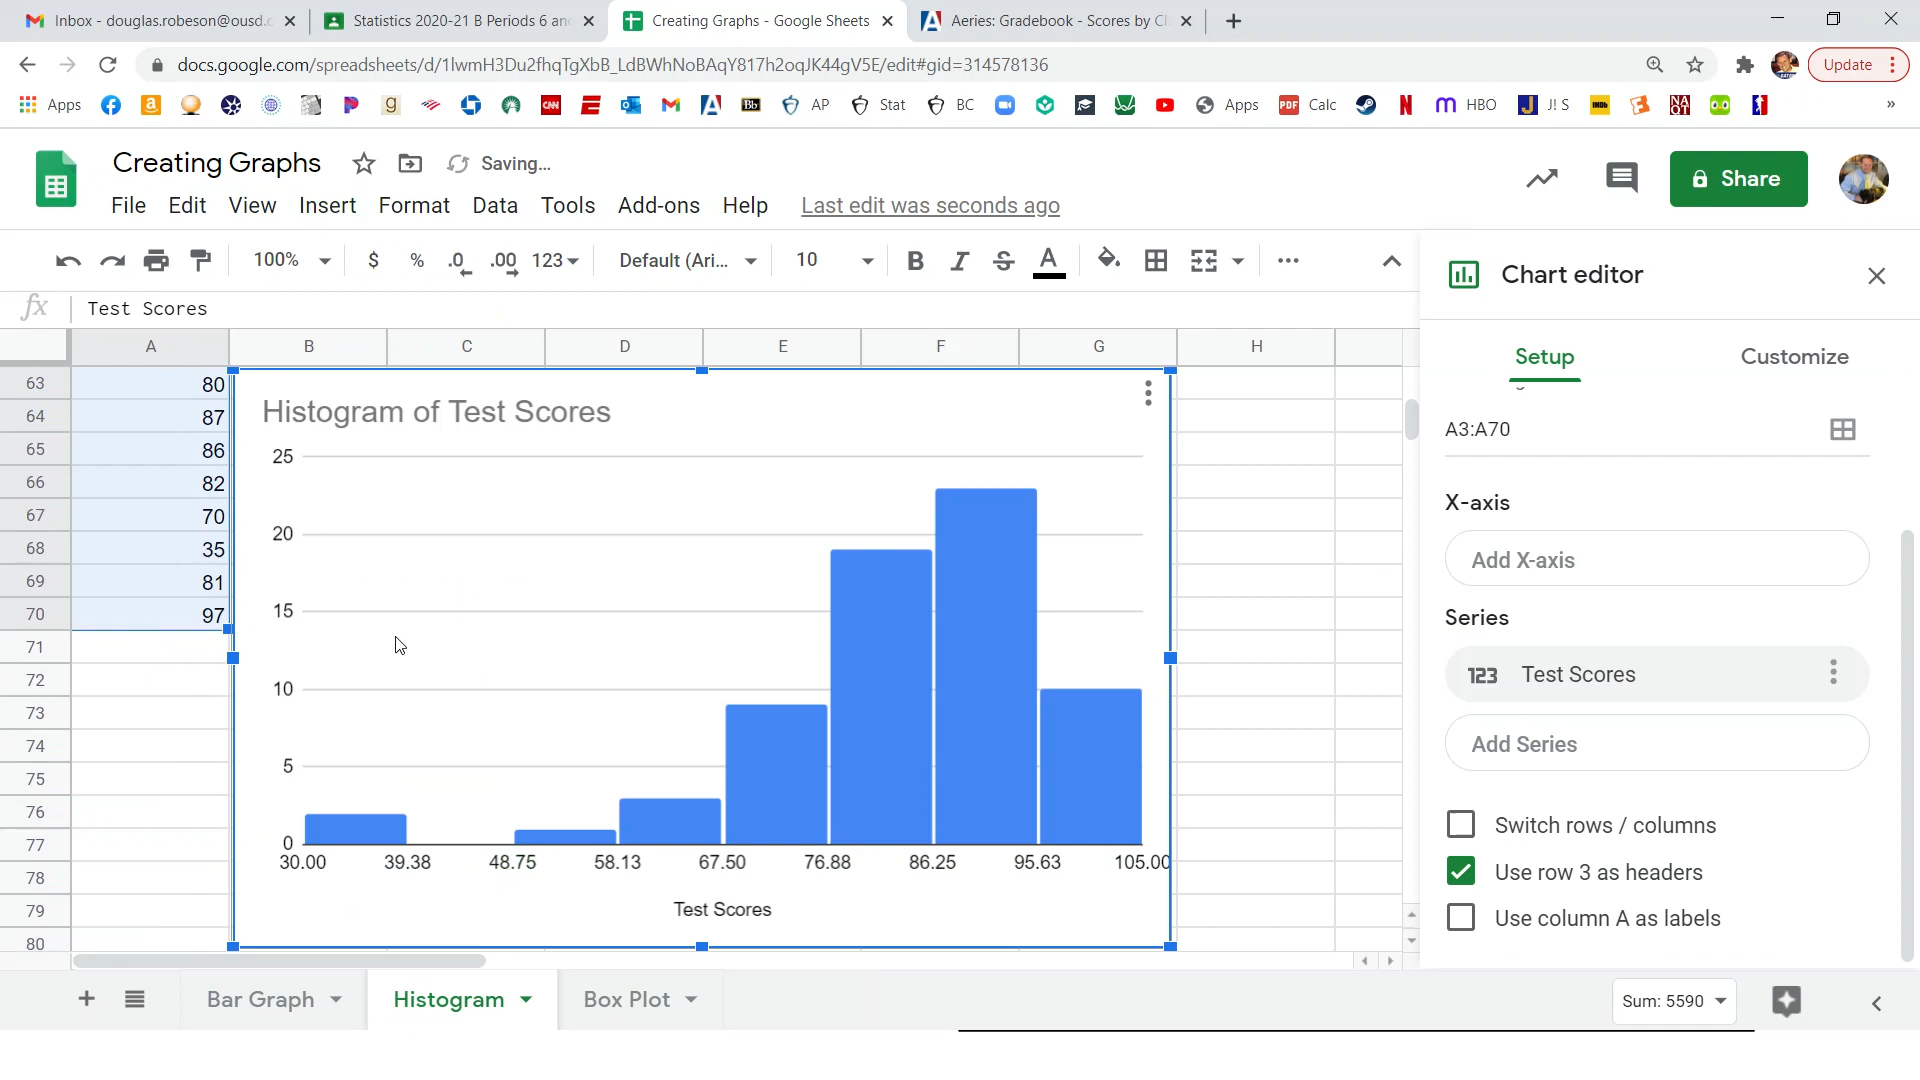 Inbox - douglas.robeson@ousd.c
Statistics 2020-21 B Periods 6 an
Creating Graphs - Google Sheets
Aeries: Gradebook - Scores by Cl
docs.google.com/spreadsheets/d/1lwmH3Du2fhqTgXbB_LdBWhNoBAqY817h2oqJK44gV5E/edit#gid=314578136
Update
Apps
CNN
Bb
AP
Stat
BC
Apps
PDF
Calc
HBO
J! S
IMDb
NAQT
Creating Graphs
Saving...
Share
File Edit View Insert Format Data Tools Add-ons Help Last edit was seconds ago
100% $ % .0 .00 123 Default (Ari... 10 B I S A
Chart editor
fx Test Scores
Setup Customize
A B C D E F G H
63 80
64 87
65 86
66 82
67 70
68 35
69 81
70 97
71
72
73
74
75
76
77
78
79
80
Histogram of Test Scores
25
20
15
10
5
0
30.00 39.38 48.75 58.13 67.50 76.88 86.25 95.63 105.00
Test Scores
A3:A70
X-axis
Add X-axis
Series
123 Test Scores
Add Series
Switch rows / columns
Use row 3 as headers
Use column A as labels
Bar Graph
Histogram
Box Plot
Sum: 5590